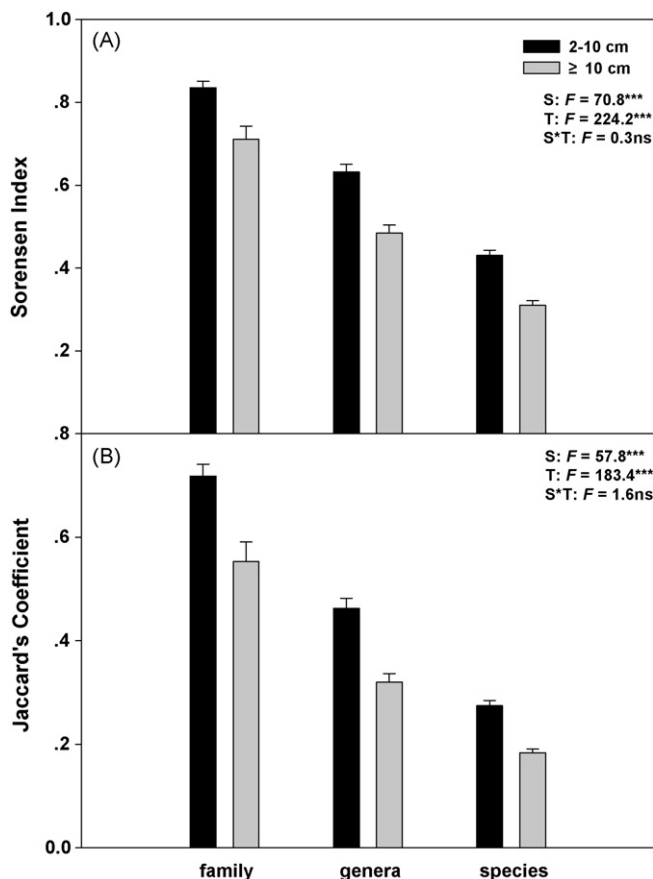 1.0
(A)
2-10 cm
≥ 10 cm
.8
S: F = 70.8***
T: F = 224.2***
S*T: F = 0.3ns
.6
Sorensen Index
.4
.2
.8
(B)
S: F = 57.8***
T: F = 183.4***
S*T: F = 1.6ns
.6
Jaccard's Coefficient
.4
.2
0.0
family genera species